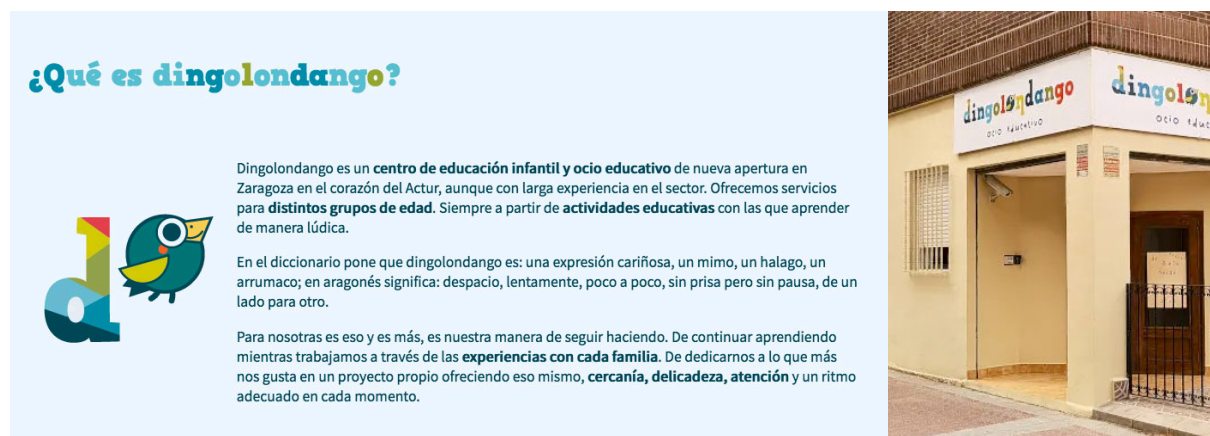 ¿Qué es dingolondango?
Dingolondango es un centro de educación infantil y ocio educativo de nueva apertura en
Zaragoza en el corazón del Actur, aunque con larga experiencia en el sector. Ofrecemos servicios
para distintos grupos de edad. Siempre a partir de actividades educativas con las que aprender
de manera lúdica.
En el diccionario pone que dingolondango es: una expresión cariñosa, un mimo, un halago, un
arrumaco; en aragonés significa: despacio, lentamente, poco a poco, sin prisa pero sin pausa, de un
lado para otro.
Para nosotras es eso y es más, es nuestra manera de seguir haciendo. De continuar aprendiendo
mientras trabajamos a través de las experiencias con cada familia. De dedicarnos a lo que más
nos gusta en un proyecto propio ofreciendo eso mismo, cercanía, delicadeza, atención y un ritmo
adecuado en cada momento.
d
dingolondango
ocio educativo
dingolon
ocio educ